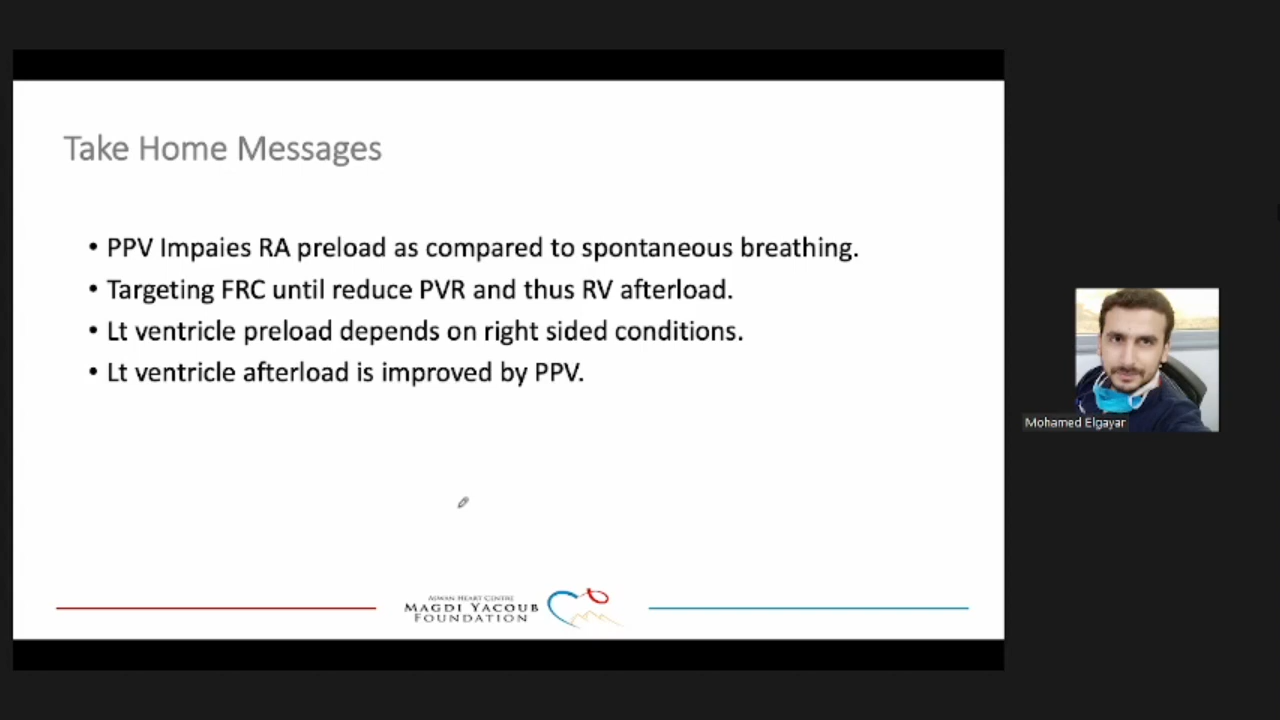 Take Home Messages
• PPV Impaies RA preload as compared to spontaneous breathing.
• Targeting FRC until reduce PVR and thus RV afterload.
• Lt ventricle preload depends on right sided conditions.
• Lt ventricle afterload is improved by PPV.
ASWAN HEART CENTRE
MAGDI YACOUB
FOUNDATION
Mohamed Elgayar